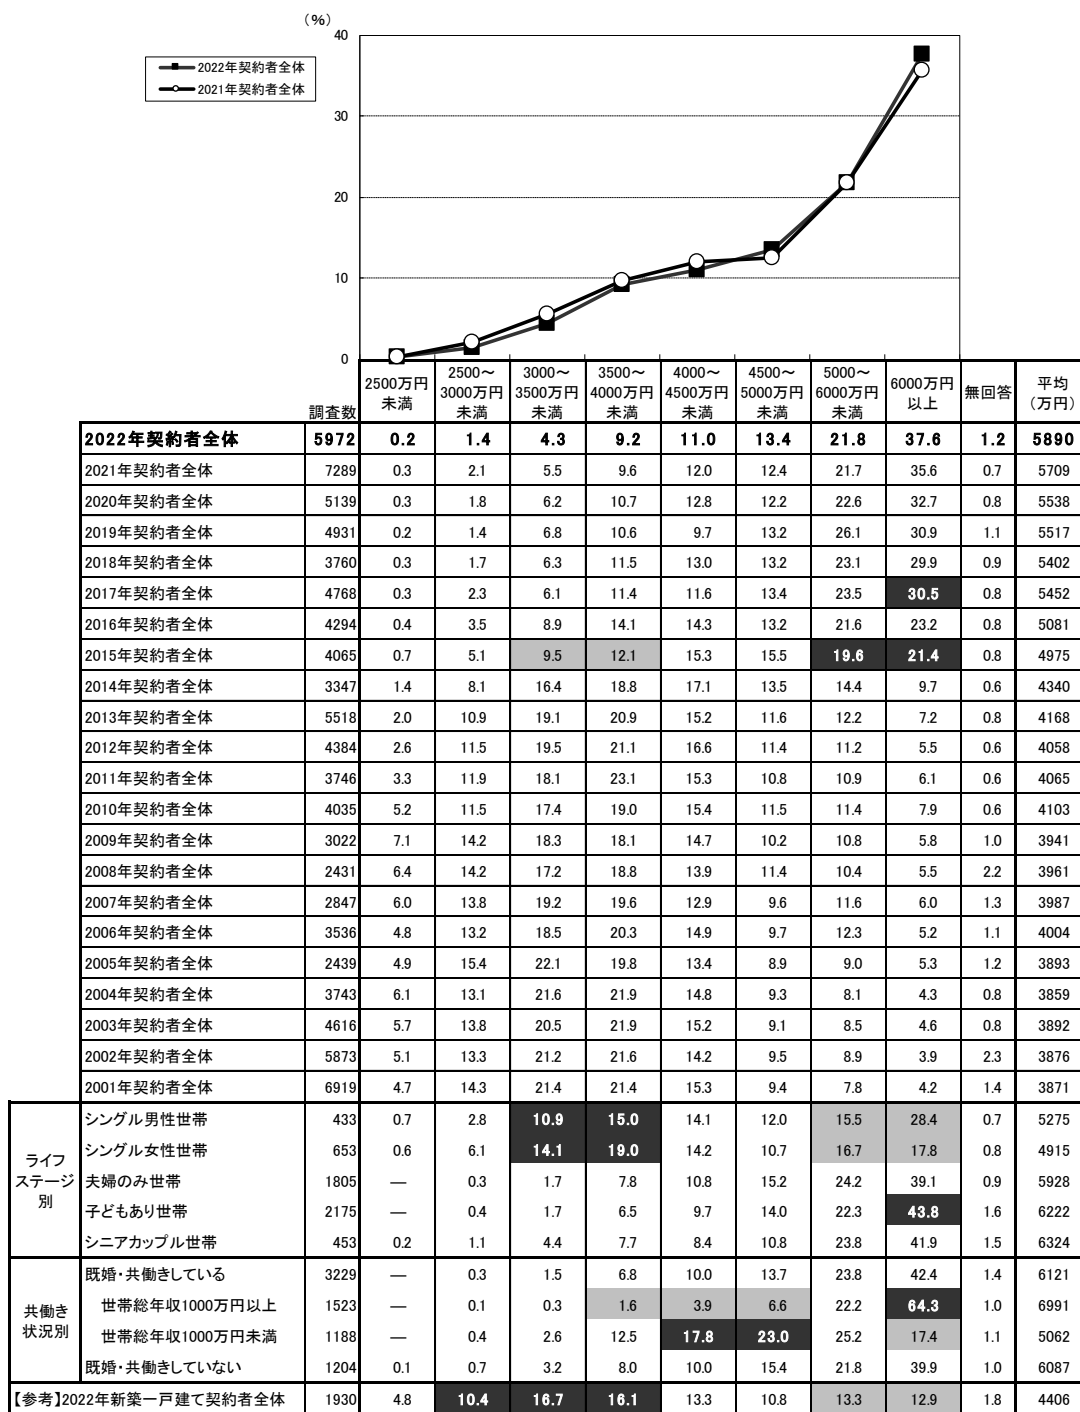 （％）
40
30
20
10
0
2022年契約者全体
2021年契約者全体
調査数 2500万円未満 2500～3000万円未満 3000～3500万円未満 3500～4000万円未満 4000～4500万円未満 4500～5000万円未満 5000～6000万円未満 6000万円以上 無回答 平均（万円）
2022年契約者全体 5972 0.2 1.4 4.3 9.2 11.0 13.4 21.8 37.6 1.2 5890
2021年契約者全体 7289 0.3 2.1 5.5 9.6 12.0 12.4 21.7 35.6 0.7 5709
2020年契約者全体 5139 0.3 1.8 6.2 10.7 12.8 12.2 22.6 32.7 0.8 5538
2019年契約者全体 4931 0.2 1.4 6.8 10.6 9.7 13.2 26.1 30.9 1.1 5517
2018年契約者全体 3760 0.3 1.7 6.3 11.5 13.0 13.2 23.1 29.9 0.9 5402
2017年契約者全体 4768 0.3 2.3 6.1 11.4 11.6 13.4 23.5 30.5 0.8 5452
2016年契約者全体 4294 0.4 3.5 8.9 14.1 14.3 13.2 21.6 23.2 0.8 5081
2015年契約者全体 4065 0.7 5.1 9.5 12.1 15.3 15.5 19.6 21.4 0.8 4975
2014年契約者全体 3347 1.4 8.1 16.4 18.8 17.1 13.5 14.4 9.7 0.6 4340
2013年契約者全体 5518 2.0 10.9 19.1 20.9 15.2 11.6 12.2 7.2 0.8 4168
2012年契約者全体 4384 2.6 11.5 19.5 21.1 16.6 11.4 11.2 5.5 0.6 4058
2011年契約者全体 3746 3.3 11.9 18.1 23.1 15.3 10.8 10.9 6.1 0.6 4065
2010年契約者全体 4035 5.2 11.5 17.4 19.0 15.4 11.5 11.4 7.9 0.6 4103
2009年契約者全体 3022 7.1 14.2 18.3 18.1 14.7 10.2 10.8 5.8 1.0 3941
2008年契約者全体 2431 6.4 14.2 17.2 18.8 13.9 11.4 10.4 5.5 2.2 3961
2007年契約者全体 2847 6.0 13.8 19.2 19.6 12.9 9.6 11.6 6.0 1.3 3987
2006年契約者全体 3536 4.8 13.2 18.5 20.3 14.9 9.7 12.3 5.2 1.1 4004
2005年契約者全体 2439 4.9 15.4 22.1 19.8 13.4 8.9 9.0 5.3 1.2 3893
2004年契約者全体 3743 6.1 13.1 21.6 21.9 14.8 9.3 8.1 4.3 0.8 3859
2003年契約者全体 4616 5.7 13.8 20.5 21.9 15.2 9.1 8.5 4.6 0.8 3892
2002年契約者全体 5873 5.1 13.3 21.2 21.6 14.2 9.5 8.9 3.9 2.3 3876
2001年契約者全体 6919 4.7 14.3 21.4 21.4 15.3 9.4 7.8 4.2 1.4 3871
ライフステージ別
シングル男性世帯 433 0.7 2.8 10.9 15.0 14.1 12.0 15.5 28.4 0.7 5275
シングル女性世帯 653 0.6 6.1 14.1 19.0 14.2 10.7 16.7 17.8 0.8 4915
夫婦のみ世帯 1805 ― 0.3 1.7 7.8 10.8 15.2 24.2 39.1 0.9 5928
子どもあり世帯 2175 ― 0.4 1.7 6.5 9.7 14.0 22.3 43.8 1.6 6222
シニアカップル世帯 453 0.2 1.1 4.4 7.7 8.4 10.8 23.8 41.9 1.5 6324
共働き状況別
既婚・共働きしている 3229 ― 0.3 1.5 6.8 10.0 13.7 23.8 42.4 1.4 6121
世帯総年収1000万円以上 1523 ― 0.1 0.3 1.6 3.9 6.6 22.2 64.3 1.0 6991
世帯総年収1000万円未満 1188 ― 0.4 2.6 12.5 17.8 23.0 25.2 17.4 1.1 5062
既婚・共働きしていない 1204 0.1 0.7 3.2 8.0 10.0 15.4 21.8 39.9 1.0 6087
【参考】2022年新築一戸建て契約者全体 1930 4.8 10.4 16.7 16.1 13.3 10.8 13.3 12.9 1.8 4406